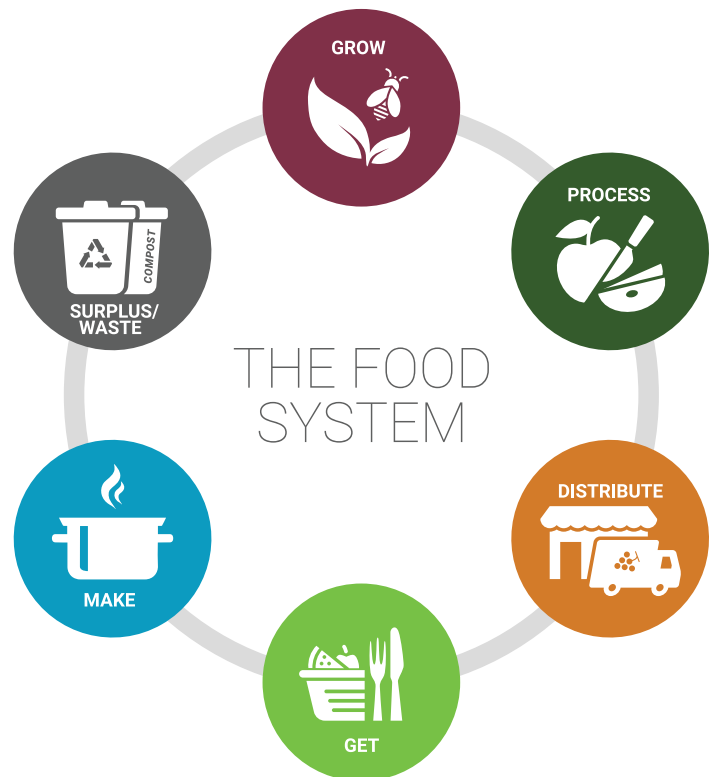 GROW
PROCESS
COMPOST
SURPLUS/
WASTE
THE FOOD
SYSTEM
DISTRIBUTE
MAKE
GET